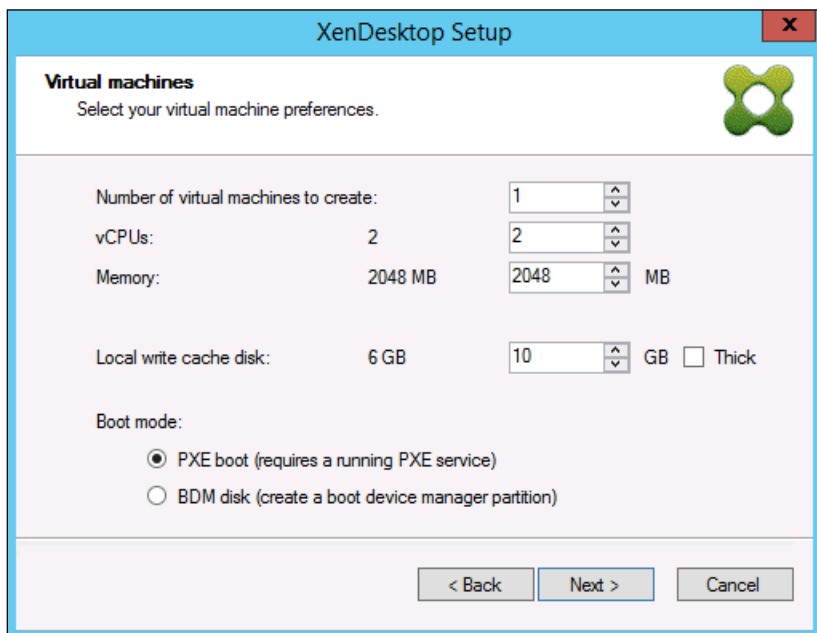 XenDesktop Setup
x
Virtual machines
Select your virtual machine preferences.
Number of virtual machines to create: 1
vCPUs: 2 2
Memory: 2048 MB 2048 MB
Local write cache disk: 6 GB 10 GB Thick
Boot mode:
PXE boot (requires a running PXE service)
BDM disk (create a boot device manager partition)
< Back Next > Cancel